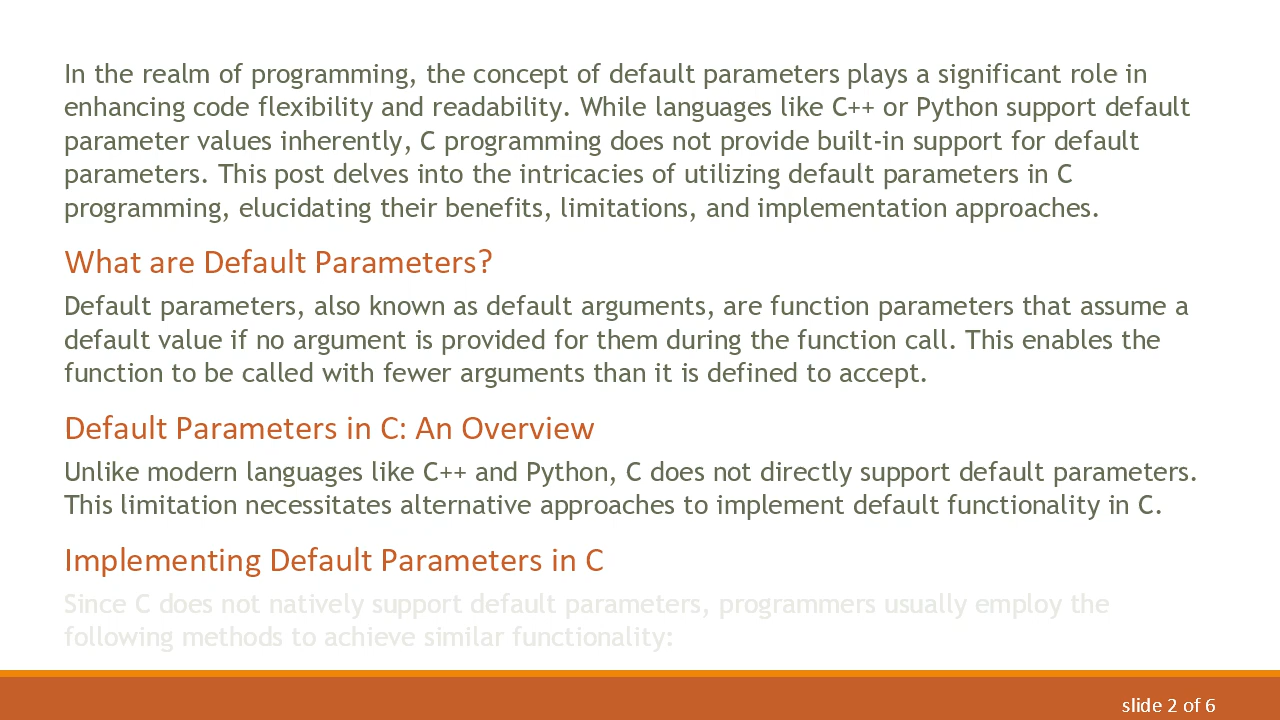 In the realm of programming, the concept of default parameters plays a significant role in
enhancing code flexibility and readability. While languages like C++ or Python support default
parameter values inherently, C programming does not provide built-in support for default
parameters. This post delves into the intricacies of utilizing default parameters in C
programming, elucidating their benefits, limitations, and implementation approaches.
What are Default Parameters?
Default parameters, also known as default arguments, are function parameters that assume a
default value if no argument is provided for them during the function call. This enables the
function to be called with fewer arguments than it is defined to accept.
Default Parameters in C: An Overview
Unlike modern languages like C++ and Python, C does not directly support default parameters.
This limitation necessitates alternative approaches to implement default functionality in C.
Implementing Default Parameters in C
Since C does not natively support default parameters, programmers usually employ the
following methods to achieve similar functionality:
slide 2 of 6